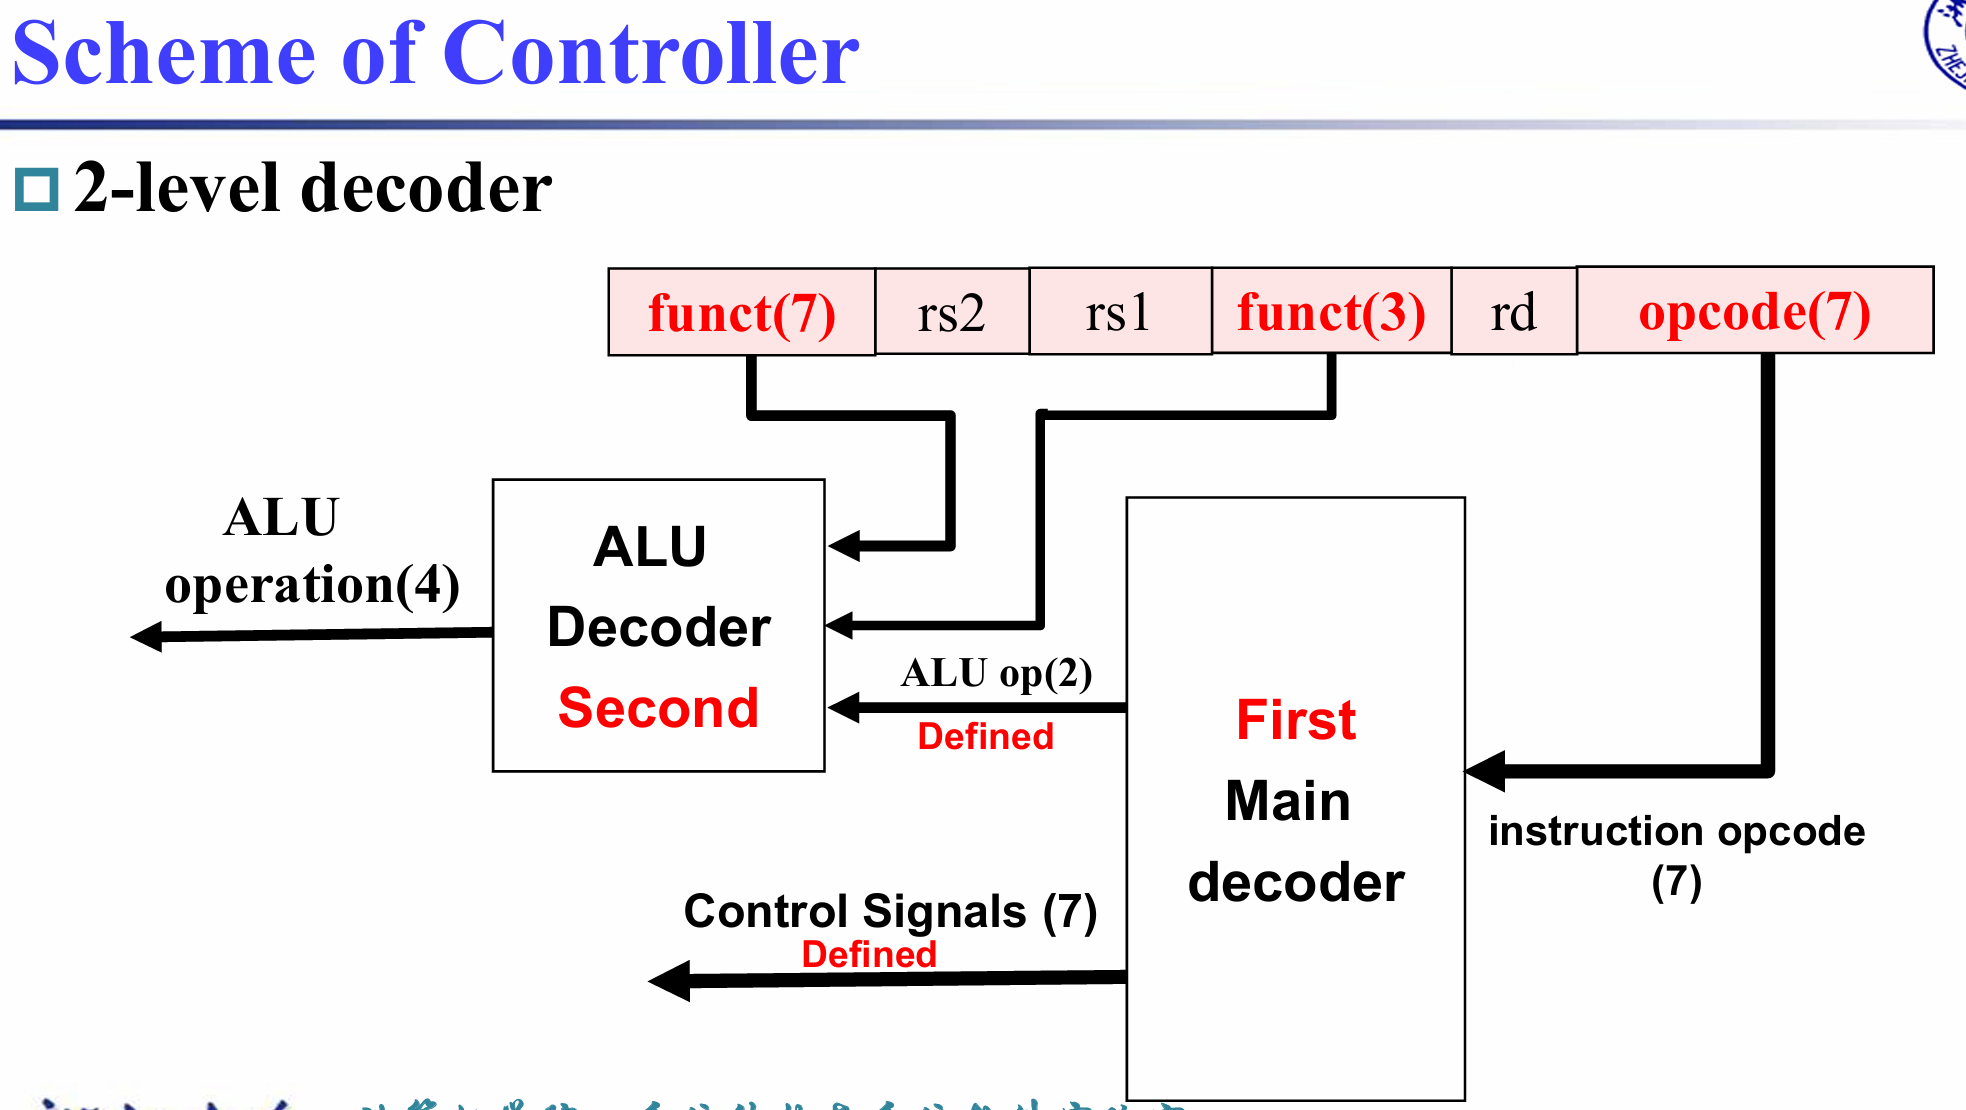 Scheme of Controller
2-level decoder
funct(7) rs2 rs1 funct(3) rd opcode(7)
ALU
operation(4)
ALU
Decoder
Second
ALU op(2)
Defined
First
Main
decoder
instruction opcode
(7)
Control Signals (7)
Defined